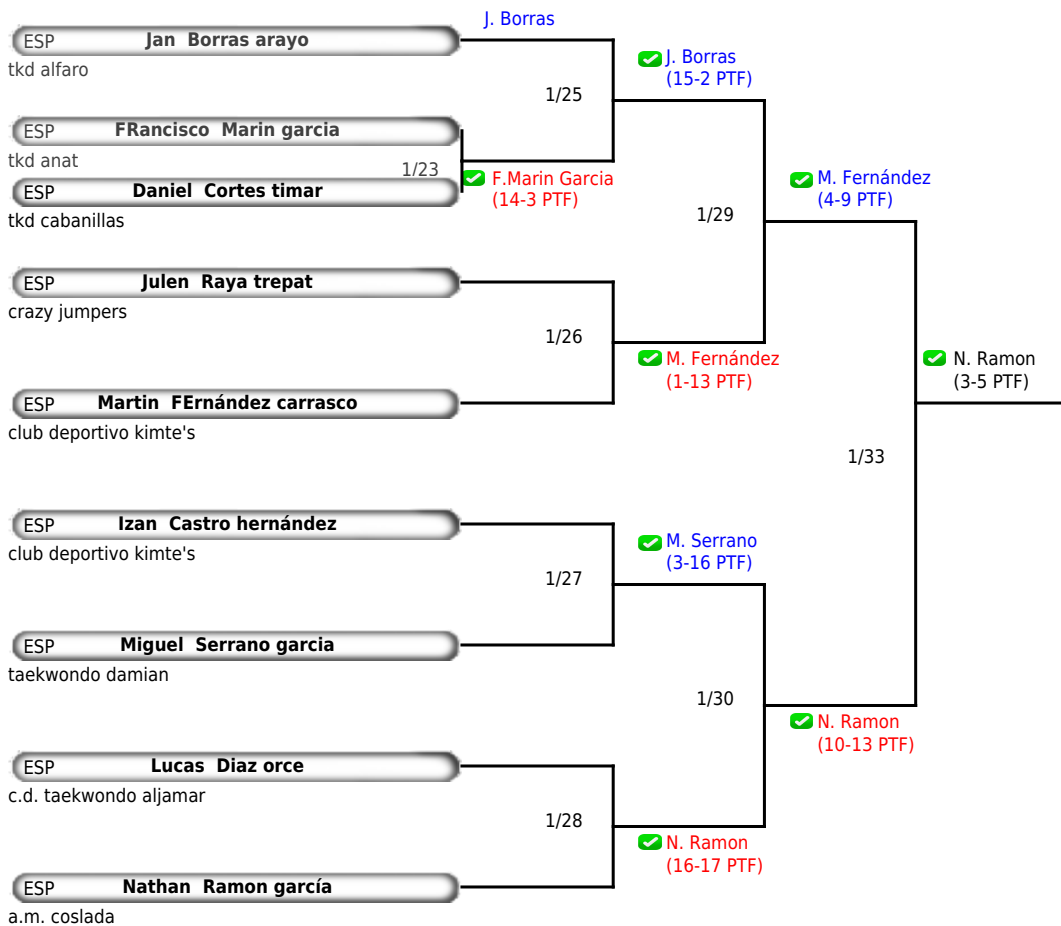 J. Borras
ESP Jan Borras arayo
tkd alfaro
J. Borras
(15-2 PTF)
1/25
ESP FRancisco Marin garcia
tkd anat
1/23
F.Marin Garcia
(14-3 PTF)
ESP Daniel Cortes timar
tkd cabanillas
M. Fernández
(4-9 PTF)
1/29
ESP Julen Raya trepat
crazy jumpers
1/26
M. Fernández
(1-13 PTF)
N. Ramon
(3-5 PTF)
ESP Martin FErnández carrasco
club deportivo kimte's
1/33
ESP Izan Castro hernández
club deportivo kimte's
M. Serrano
(3-16 PTF)
1/27
ESP Miguel Serrano garcia
taekwondo damian
1/30
N. Ramon
(10-13 PTF)
ESP Lucas Diaz orce
c.d. taekwondo aljamar
1/28
N. Ramon
(16-17 PTF)
ESP Nathan Ramon garcía
a.m. coslada